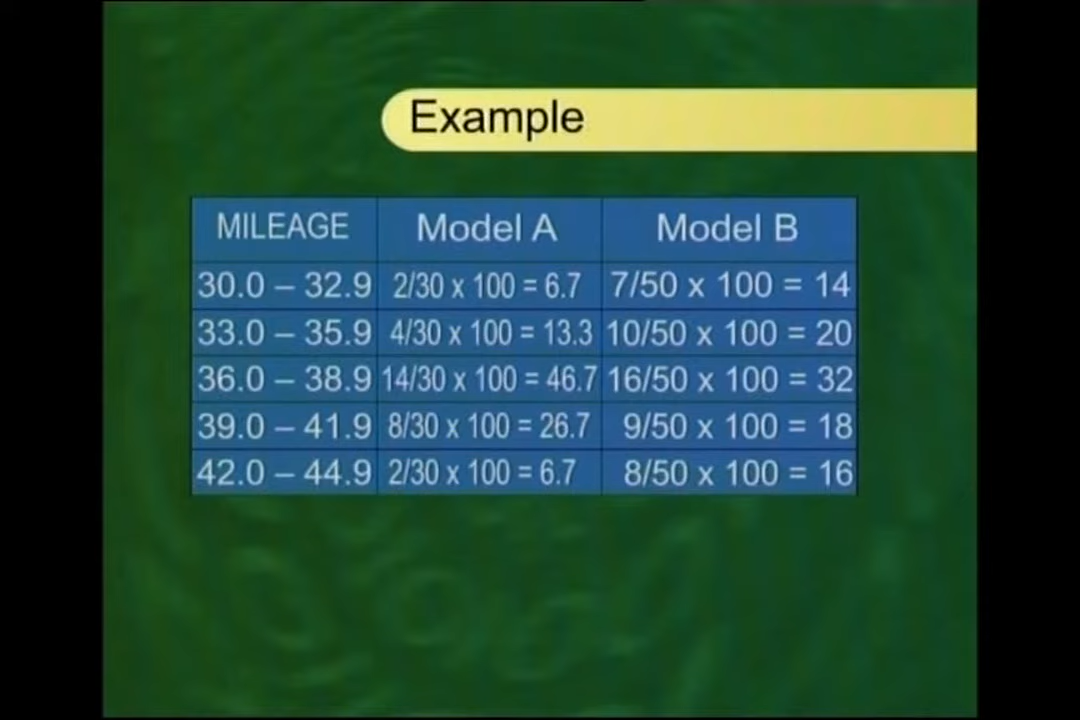 Example
MILEAGE Model A Model B
30.0 – 32.9 2/30 x 100 = 6.7 7/50 x 100 = 14
33.0 – 35.9 4/30 x 100 = 13.3 10/50 x 100 = 20
36.0 – 38.9 14/30 x 100 = 46.7 16/50 x 100 = 32
39.0 – 41.9 8/30 x 100 = 26.7 9/50 x 100 = 18
42.0 – 44.9 2/30 x 100 = 6.7 8/50 x 100 = 16